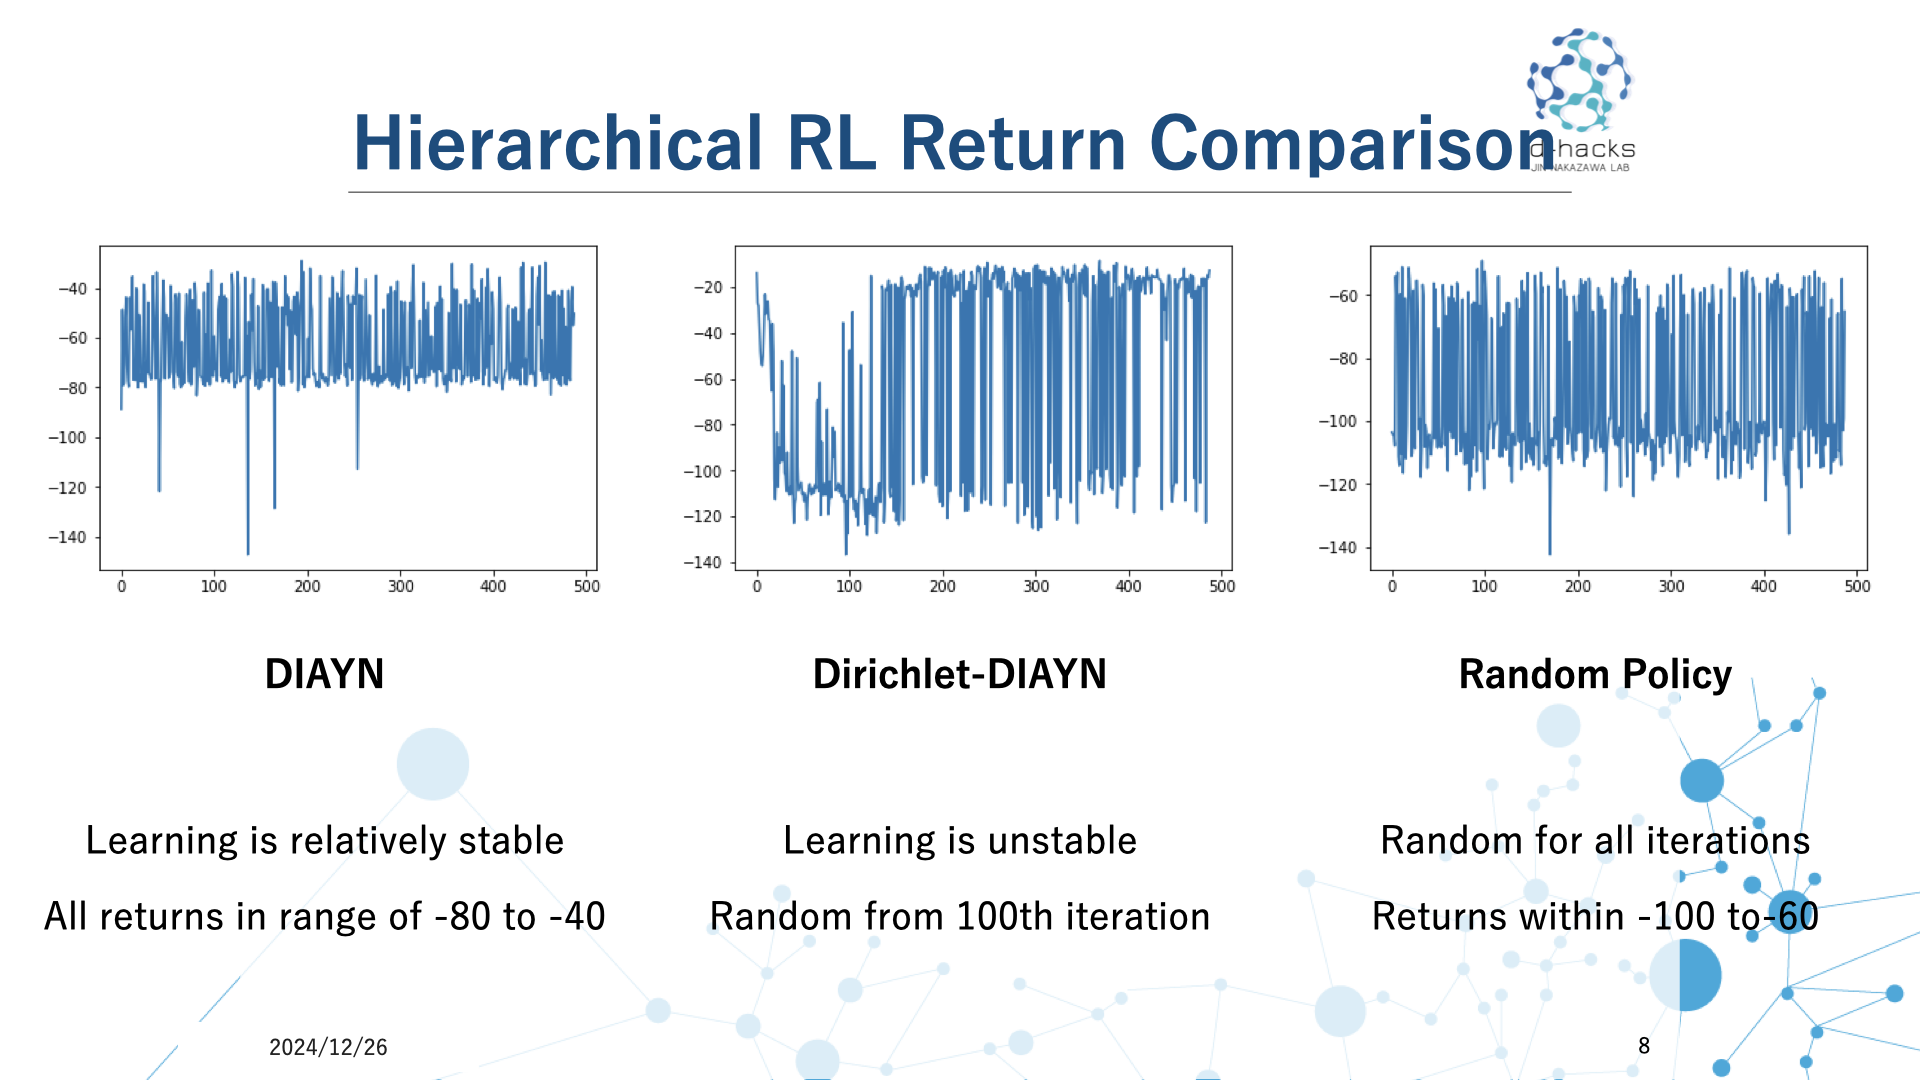 Hierarchical RL Return Comparison
d-hacks
JIN NAKAZAWA LAB
−40
−60
−80
−100
−120
−140
0 100 200 300 400 500
−20
−40
−60
−80
−100
−120
−140
0 100 200 300 400 500
−60
−80
−100
−120
−140
0 100 200 300 400 500
DIAYN
Dirichlet-DIAYN
Random Policy
Learning is relatively stable
All returns in range of -80 to -40
Learning is unstable
Random from 100th iteration
Random for all iterations
Returns within -100 to-60
2024/12/26
8